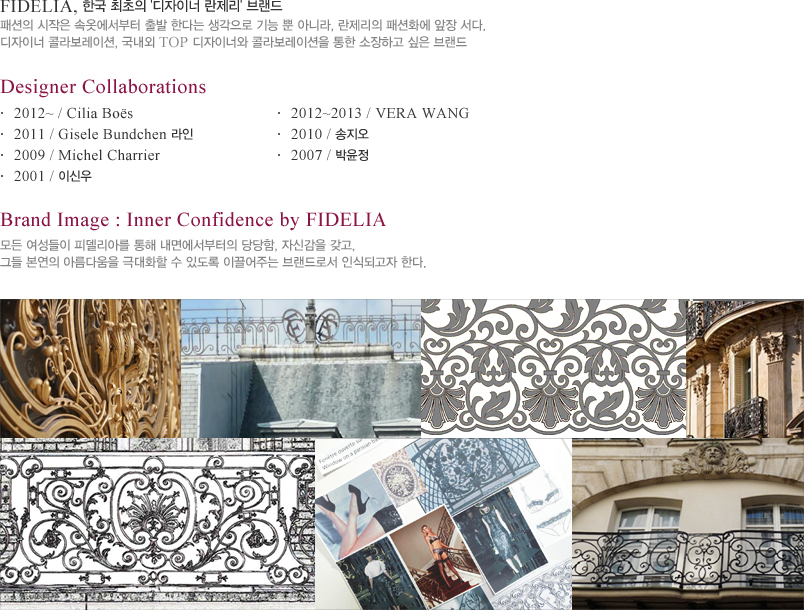 FIDELIA, 한국 최초의 '디자이너 란제리' 브랜드
패션의 시작은 속옷에서부터 출발 한다는 생각으로 기능 뿐 아니라, 란제리의 패션화에 앞장 서다.
디자이너 콜라보레이션, 국내외 TOP 디자이너와 콜라보레이션을 통한 소장하고 싶은 브랜드
Designer Collaborations
· 2012~ / Cilia Boës
· 2012~2013 / VERA WANG
· 2011 / Gisele Bundchen 라인
· 2010 / 송지오
· 2009 / Michel Charrier
· 2007 / 박윤정
· 2001 / 이신우
Brand Image : Inner Confidence by FIDELIA
모든 여성들이 피델리아를 통해 내면에서부터의 당당함, 자신감을 갖고,
그들 본연의 아름다움을 극대화할 수 있도록 이끌어주는 브랜드로서 인식되고자 한다.
Fenêtre ouverte su
Window on a parisian ba